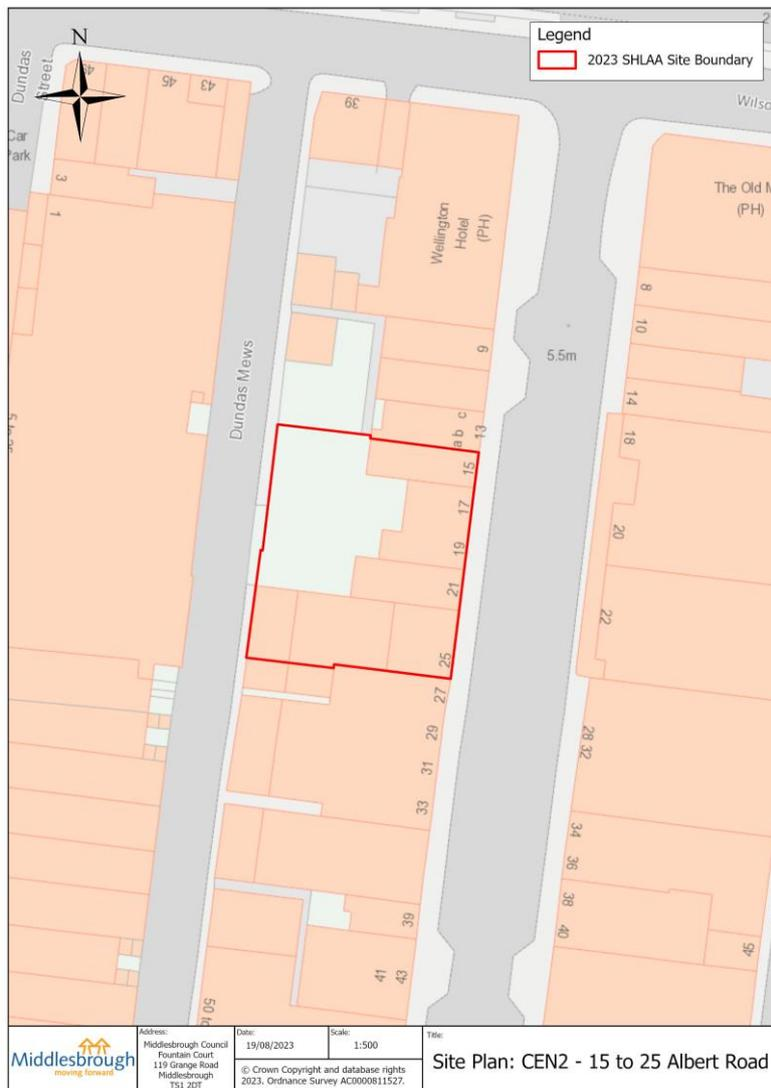 Legend
2023 SHLAA Site Boundary
N
Dundas
Street
Car
Park
49
45
43
39
3
1
Wellington
Hotel
(PH)
The Old M
(PH)
Dundas Mews
8
10
14
18
20
22
28
32
34
36
38
40
46
5.5m
9
a b c
13
15
17
19
21
25
27
29
31
33
39
41
43
Middlesbrough
moving forward
Address:
Middlesbrough Council
Fountain Court
119 Grange Road
Middlesbrough
TS1 2DT
Date:
19/08/2023
Scale:
1:500
© Crown Copyright and database rights
2023. Ordnance Survey AC0000811527.
Title:
Site Plan: CEN2 - 15 to 25 Albert Road